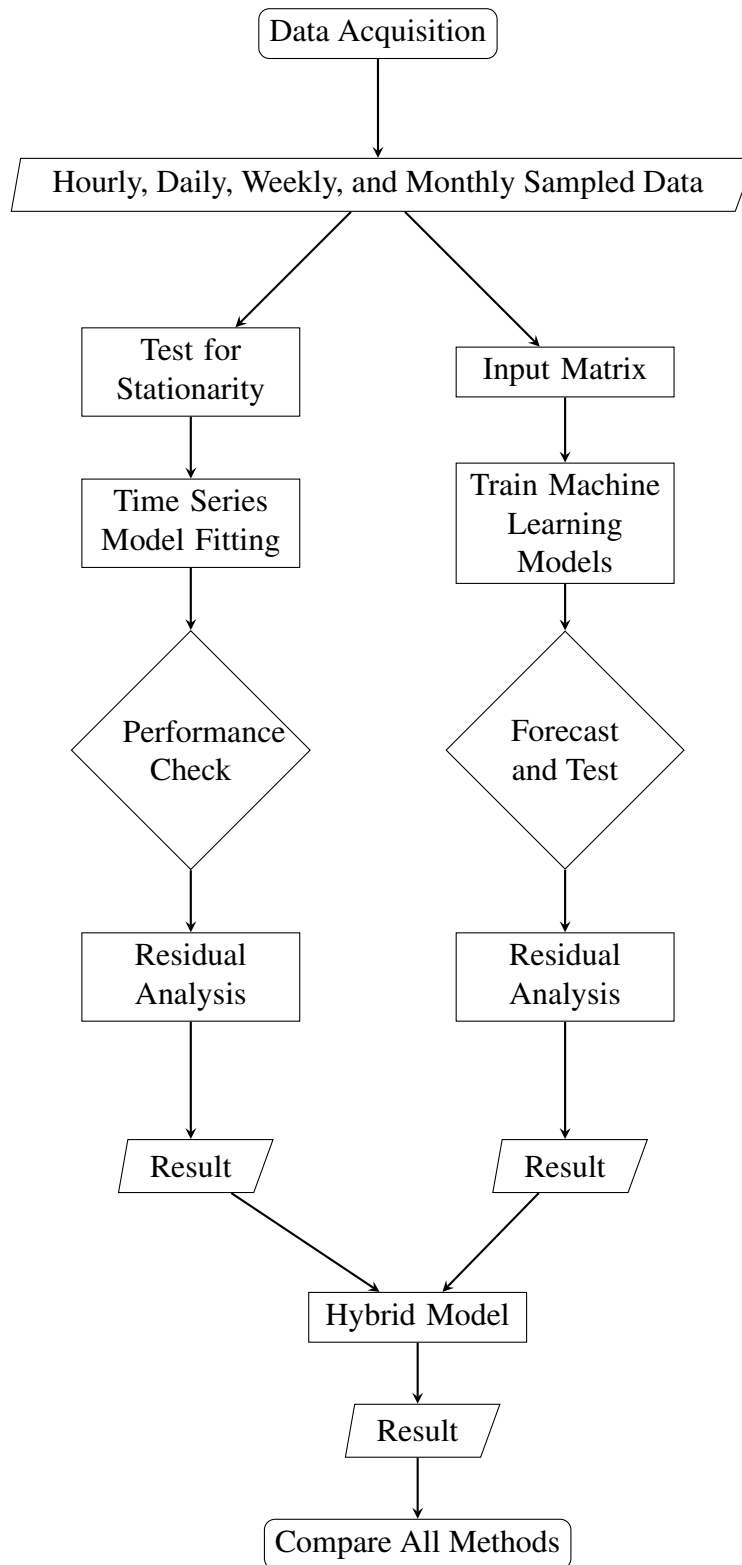 Data Acquisition
Hourly, Daily, Weekly, and Monthly Sampled Data
Test for
Stationarity
Input Matrix
Time Series
Model Fitting
Train Machine
Learning
Models
Performance
Check
Forecast
and Test
Residual
Analysis
Residual
Analysis
Result
Result
Hybrid Model
Result
Compare All Methods